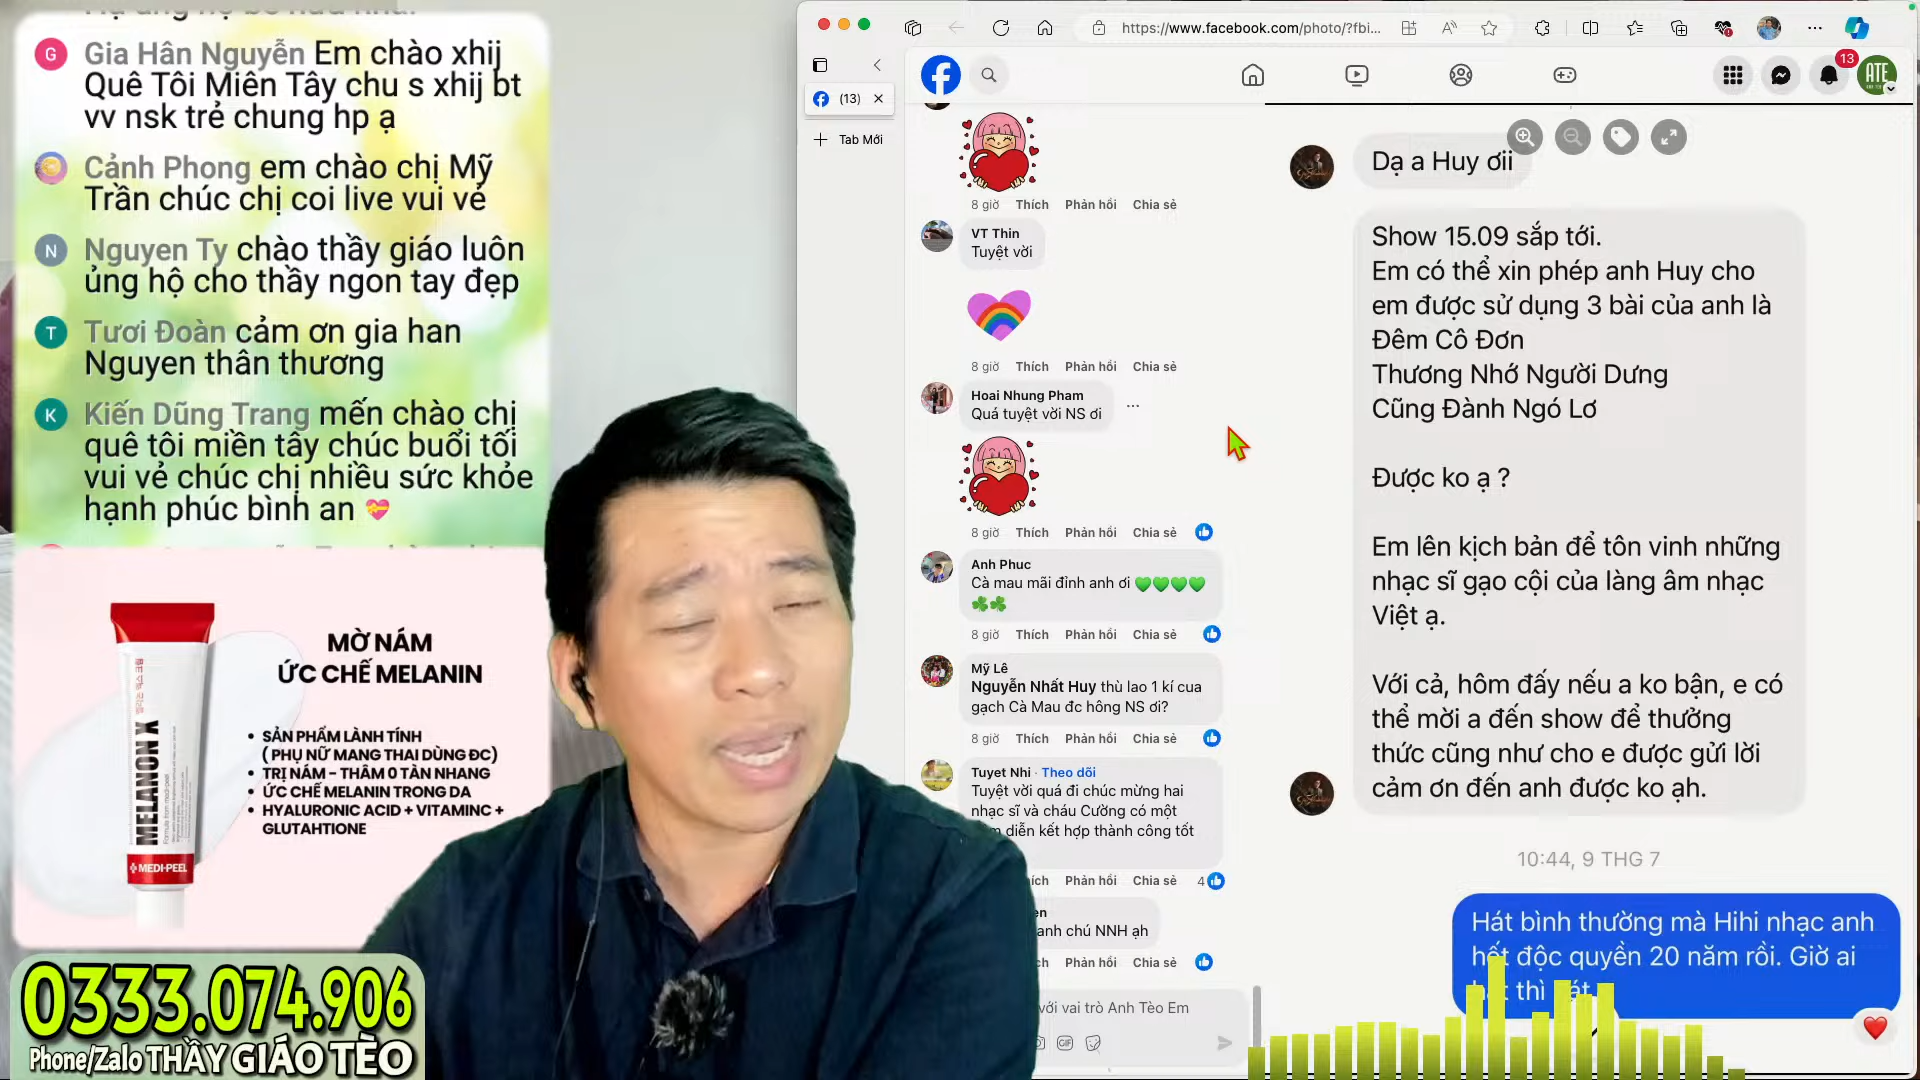 Gia Hân Nguyễn Em chào xhij
Quê Tôi Miên Tây chu s xhij bt
vv nsk trẻ chung hp ạ
Cảnh Phong em chào chị Mỹ
Trần chúc chị coi live vui vẻ
N
Nguyen Ty chào thầy giáo luôn
ủng hộ cho thầy ngon tay đẹp
T
Tươi Đoàn cảm ơn gia han
Nguyen thân thương
K
Kiến Dũng Trang mến chào chị
quê tôi miền tây chúc buổi tối
vui vẻ chúc chị nhiều sức khỏe
hạnh phúc bình an 💝
MỜ NÁM
ỨC CHẾ MELANIN
• SẢN PHẨM LÀNH TÍNH
( PHỤ NỮ MANG THAI DÙNG ĐC)
• TRỊ NÁM - THÂM 0 TÀN NHANG
• ỨC CHẾ MELANIN TRONG DA
• HYALURONIC ACID + VITAMINC +
GLUTAHTIONE
MELANON X
MEDI-PEEL
0333.074.906
Phone/Zalo THẦY GIÁO TÈO
https://www.facebook.com/photo/?fbi...
(13)
Tab Mới
13
ATE
8 giờ Thích Phản hồi Chia sẻ
VT Thin
Tuyệt vời
8 giờ Thích Phản hồi Chia sẻ
Hoai Nhung Pham
Quá tuyệt vời NS ơi
8 giờ Thích Phản hồi Chia sẻ
Anh Phuc
Cà mau mãi đỉnh anh ơi 💚💚💚💚
☘️☘️
8 giờ Thích Phản hồi Chia sẻ
Mỹ Lê
Nguyễn Nhất Huy thù lao 1 kí cua
gạch Cà Mau đc hông NS ơi?
8 giờ Thích Phản hồi Chia sẻ
Tuyet Nhi · Theo dõi
Tuyệt vời quá đi chúc mừng hai
nhạc sĩ và cháu Cường có một
diễn kết hợp thành công tốt
Phản hồi Chia sẻ 4
anh chú NNH ạh
Phản hồi Chia sẻ
với vai trò Anh Tèo Em
GIF
Dạ a Huy ơii
Show 15.09 sắp tới.
Em có thể xin phép anh Huy cho
em được sử dụng 3 bài của anh là
Đêm Cô Đơn
Thương Nhớ Người Dưng
Cũng Đành Ngó Lơ
Được ko ạ ?
Em lên kịch bản để tôn vinh những
nhạc sĩ gạo cội của làng âm nhạc
Việt ạ.
Với cả, hôm đấy nếu a ko bận, e có
thể mời a đến show để thưởng
thức cũng như cho e được gửi lời
cảm ơn đến anh được ko ạh.
10:44, 9 THG 7
Hát bình thường mà Hihi nhạc anh
hết độc quyền 20 năm rồi. Giờ ai
thì